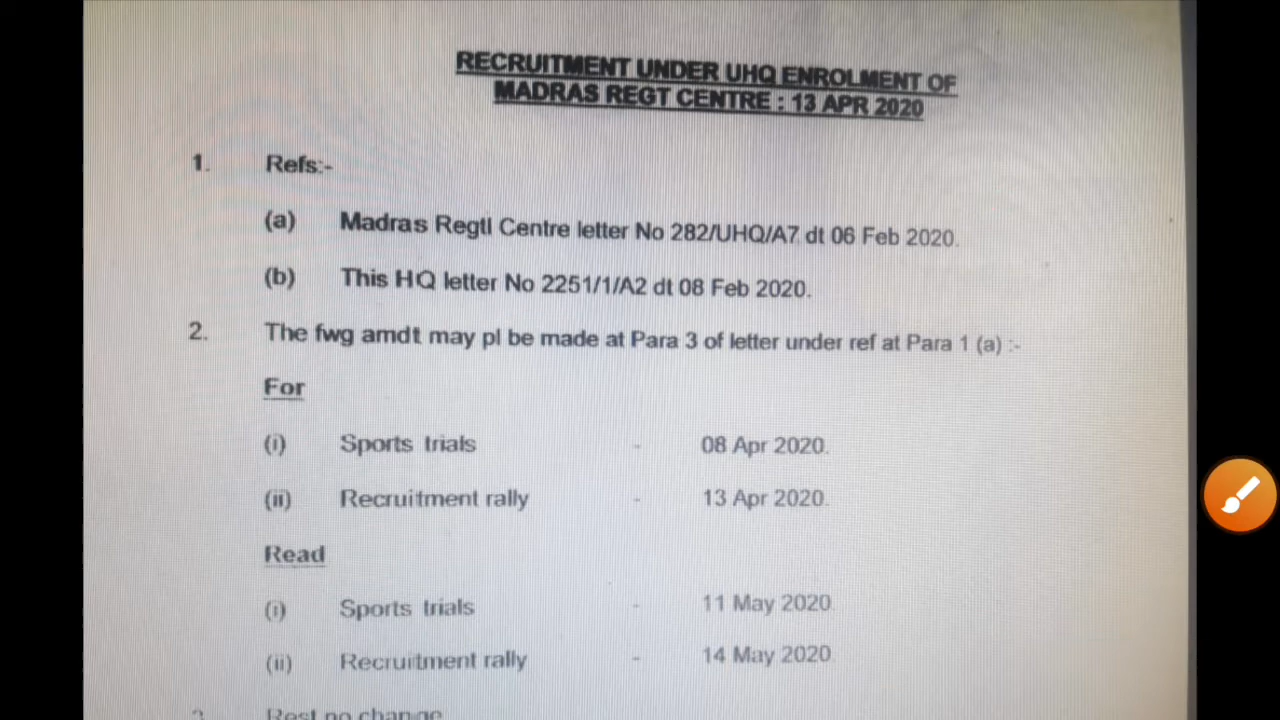 RECRUITMENT UNDER UHQ ENROLMENT OF
MADRAS REGT CENTRE : 13 APR 2020
1. Refs:-
(a) Madras Regtl Centre letter No 282/UHQ/A7 dt 06 Feb 2020.
(b) This HQ letter No 2251/1/A2 dt 08 Feb 2020.
2. The fwg amdt may pl be made at Para 3 of letter under ref at Para 1 (a) :-
For
(i) Sports trials - 08 Apr 2020.
(ii) Recruitment rally - 13 Apr 2020.
Read
(i) Sports trials - 11 May 2020.
(ii) Recruitment rally - 14 May 2020.
3 Rest no change